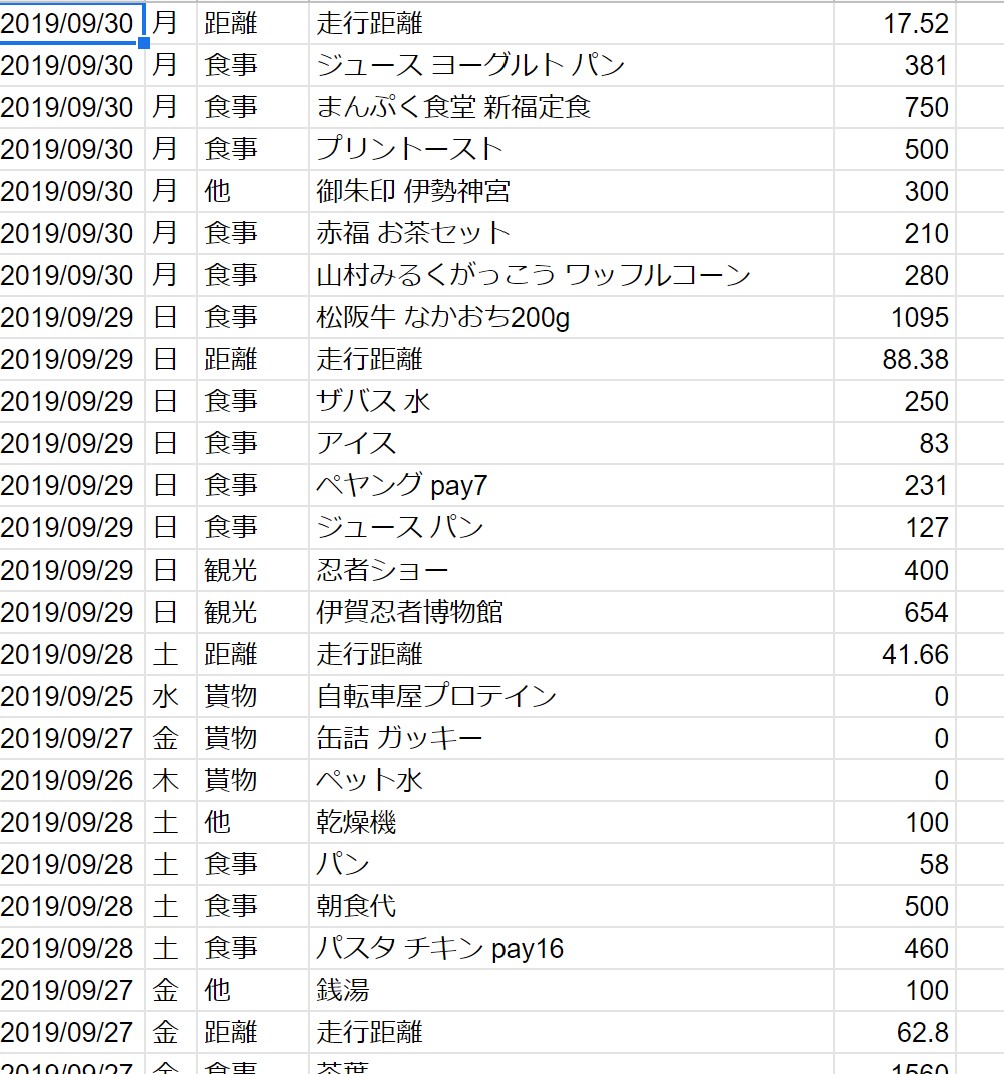 2019/09/30 月 距離 走行距離 17.52
2019/09/30 月 食事 ジュース ヨーグルト パン 381
2019/09/30 月 食事 まんぷく食堂 新福定食 750
2019/09/30 月 食事 プリントースト 500
2019/09/30 月 他 御朱印 伊勢神宮 300
2019/09/30 月 食事 赤福 お茶セット 210
2019/09/30 月 食事 山村みるくがっこう ワッフルコーン 280
2019/09/29 日 食事 松阪牛 なかおち200g 1095
2019/09/29 日 距離 走行距離 88.38
2019/09/29 日 食事 ザバス 水 250
2019/09/29 日 食事 アイス 83
2019/09/29 日 食事 ペヤング pay7 231
2019/09/29 日 食事 ジュース パン 127
2019/09/29 日 観光 忍者ショー 400
2019/09/29 日 観光 伊賀忍者博物館 654
2019/09/28 土 距離 走行距離 41.66
2019/09/25 水 貰物 自転車屋プロテイン 0
2019/09/27 金 貰物 缶詰 ガッキー 0
2019/09/26 木 貰物 ペット水 0
2019/09/28 土 他 乾燥機 100
2019/09/28 土 食事 パン 58
2019/09/28 土 食事 朝食代 500
2019/09/28 土 食事 パスタ チキン pay16 460
2019/09/27 金 他 銭湯 100
2019/09/27 金 距離 走行距離 62.8
2019/09/27 金 食事 茶葉 1560